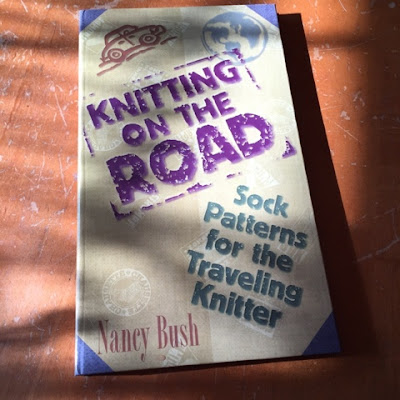 KNITTING
ON THE
ROAD
Sock
Patterns
for the
Traveling
Knitter
Nancy Bush